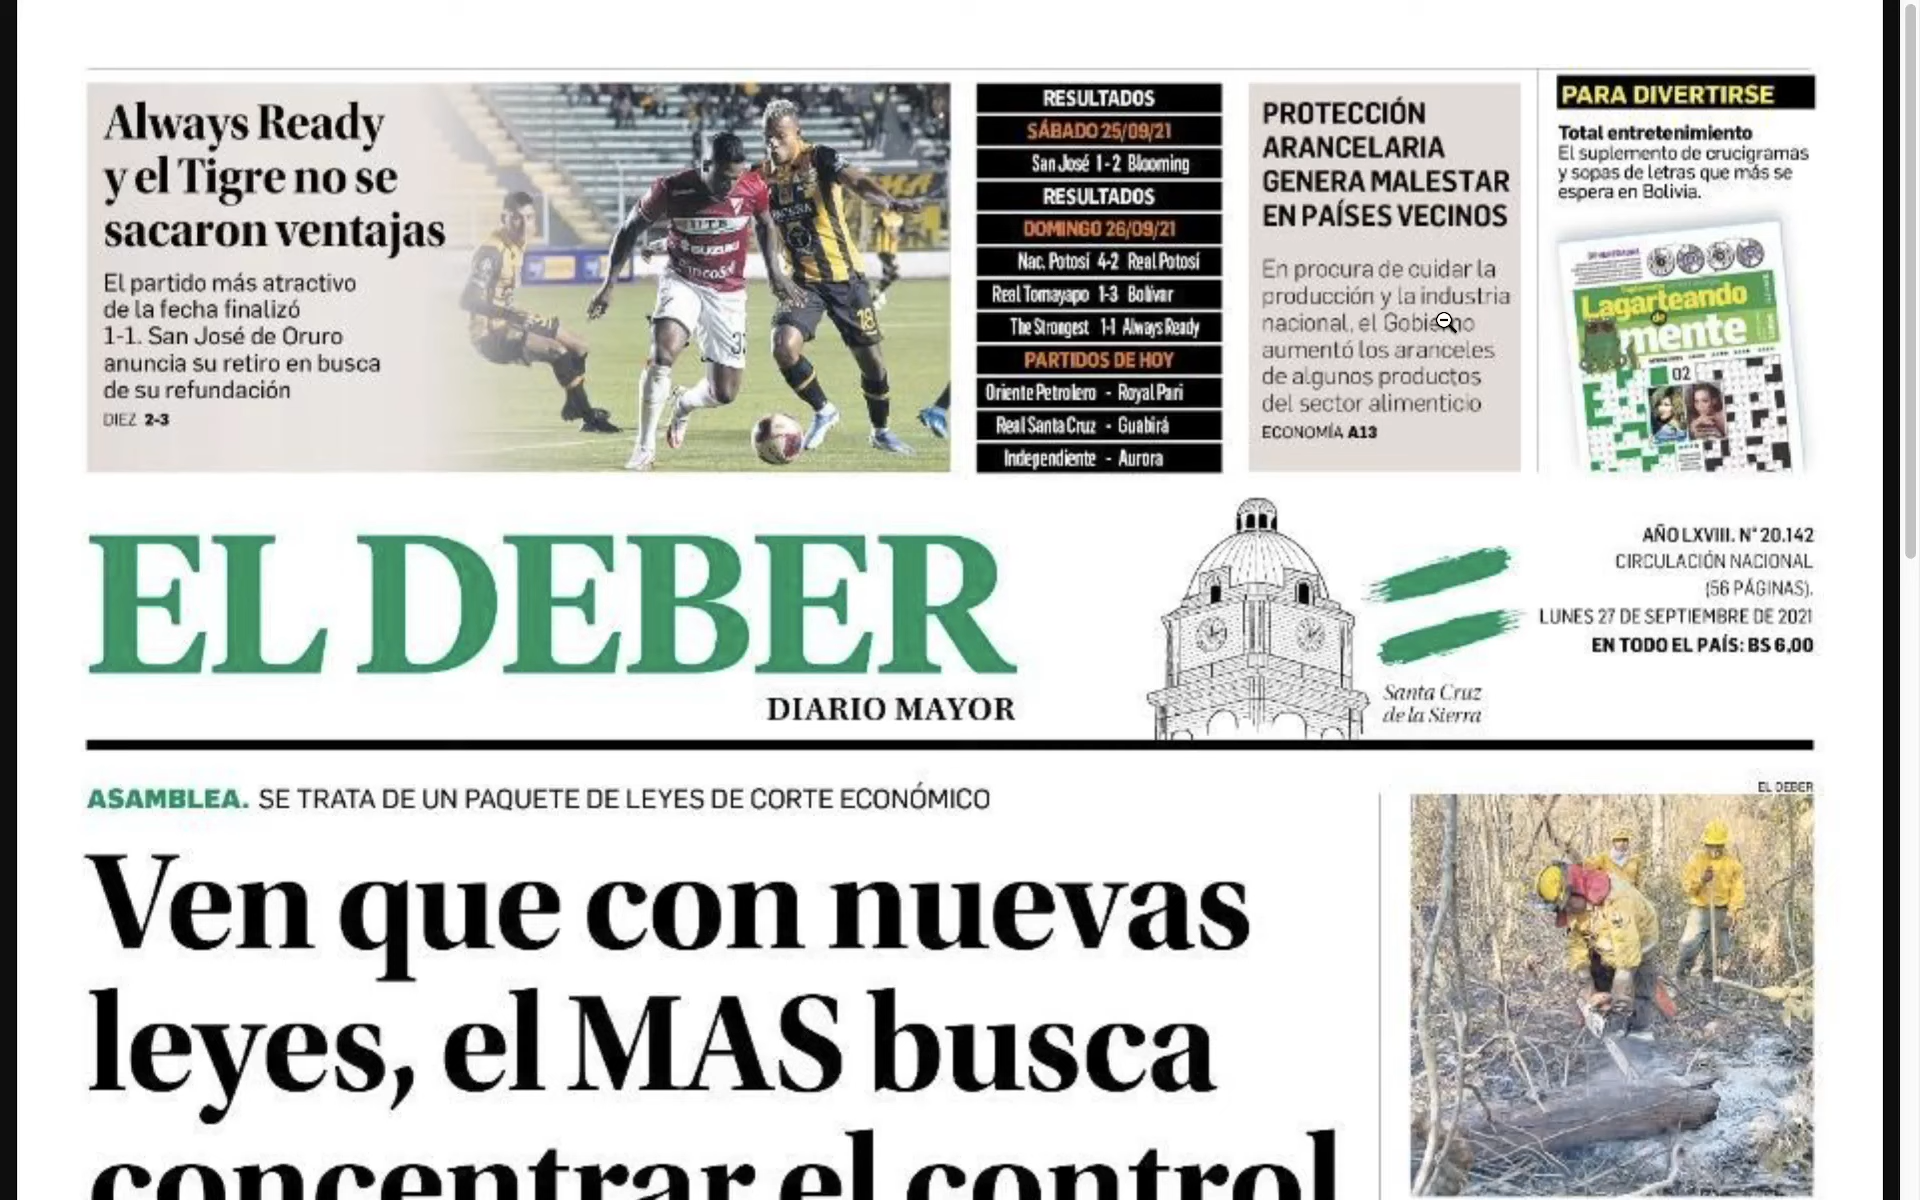 Always Ready
y el Tigre no se
sacaron ventajas
El partido más atractivo
de la fecha finalizó
1-1. San José de Oruro
anuncia su retiro en busca
de su refundación
DIEZ 2-3
RESULTADOS
SÁBADO 25/09/21
San José 1-2 Blooming
RESULTADOS
DOMINGO 26/09/21
Nac. Potosí 4-2 Real Potosí
Real Tomayapo 1-3 Bolívar
The Strongest 1-1 Always Ready
PARTIDOS DE HOY
Oriente Petrolero - Royal Pari
Real Santa Cruz - Guabirá
Independiente - Aurora
PROTECCIÓN
ARANCELARIA
GENERA MALESTAR
EN PAÍSES VECINOS
En procura de cuidar la
producción y la industria
nacional, el Gobierno
aumentó los aranceles
de algunos productos
del sector alimenticio
ECONOMÍA A13
PARA DIVERTIRSE
Total entretenimiento
El suplemento de crucigramas
y sopas de letras que más se
espera en Bolivia.
Lagarteando
de
mente
02
SUZUKI
18
EL DEBER
DIARIO MAYOR
Santa Cruz
de la Sierra
AÑO LXVIII. N° 20.142
CIRCULACIÓN NACIONAL
(56 PÁGINAS).
LUNES 27 DE SEPTIEMBRE DE 2021
EN TODO EL PAÍS: BS 6,00
ASAMBLEA. SE TRATA DE UN PAQUETE DE LEYES DE CORTE ECONÓMICO
Ven que con nuevas
leyes, el MAS busca
concentrar el control
EL DEBER